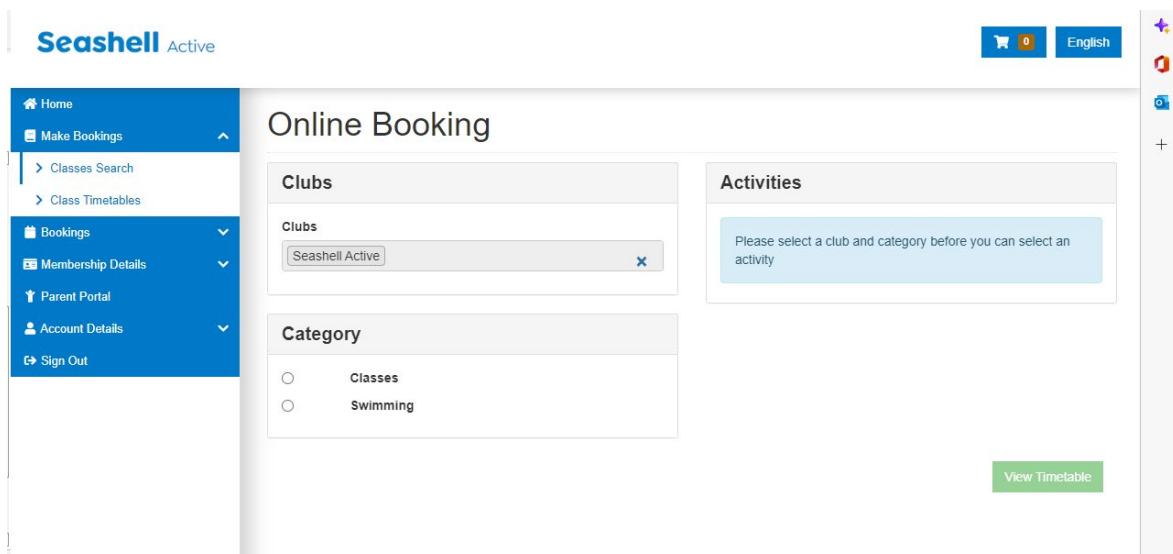 Seashell Active
0
English
Home
Make Bookings
Classes Search
Class Timetables
Bookings
Membership Details
Parent Portal
Account Details
Sign Out
Online Booking
Clubs
Clubs
Seashell Active
Category
Classes
Swimming
Activities
Please select a club and category before you can select an
activity
View Timetable